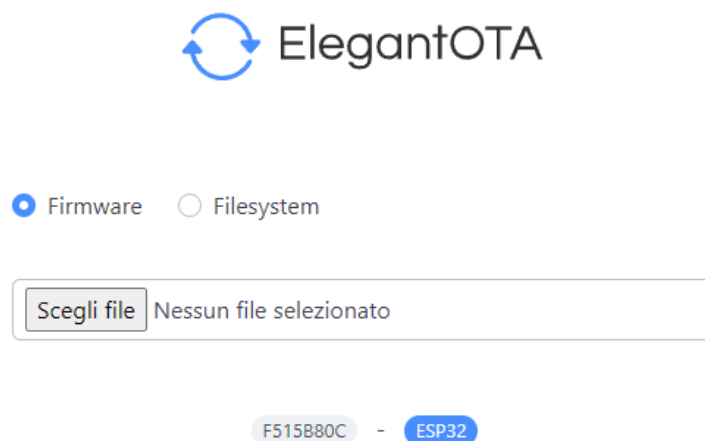 ElegantOTA
Firmware Filesystem
Scegli file Nessun file selezionato
F515B80C - ESP32